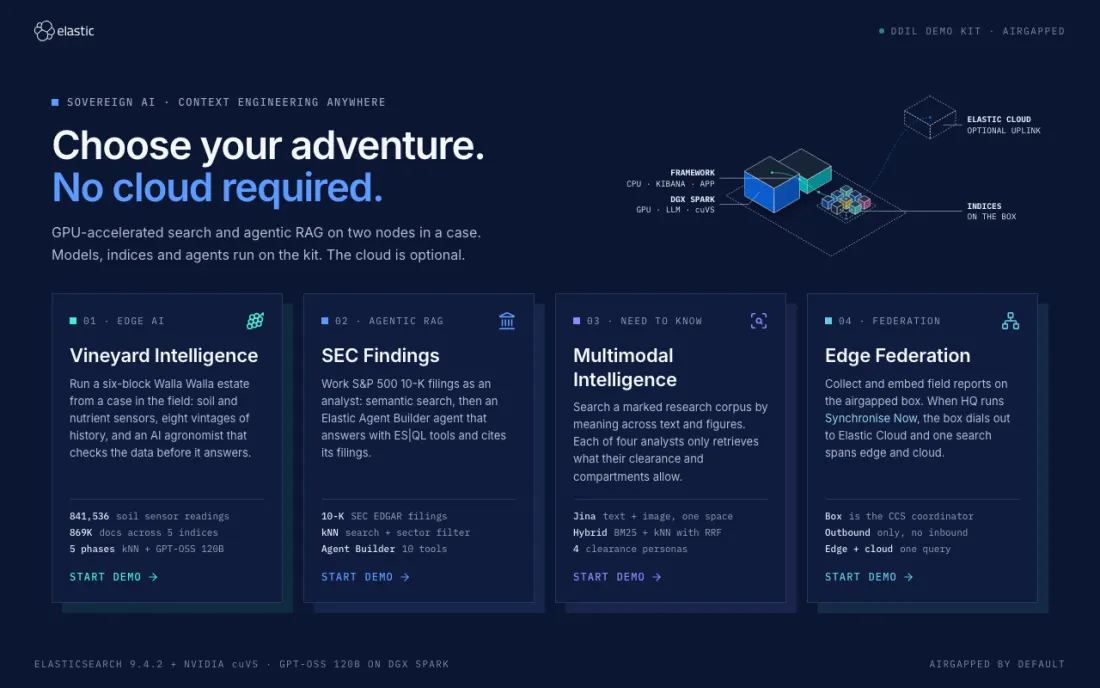 elastic
DDIL DEMO KIT · AIRGAPPED
SOVEREIGN AI · CONTEXT ENGINEERING ANYWHERE
Choose your adventure.
No cloud required.
GPU-accelerated search and agentic RAG on two nodes in a case.
Models, indices and agents run on the kit. The cloud is optional.
ELASTIC CLOUD
OPTIONAL UPLINK
FRAMEWORK
CPU · KIBANA · APP
DGX SPARK
GPU · LLM · cuVS
INDICES
ON THE BOX
01 · EDGE AI
Vineyard Intelligence
Run a six-block Walla Walla estate
from a case in the field: soil and
nutrient sensors, eight vintages of
history, and an AI agronomist that
checks the data before it answers.
841,536 soil sensor readings
869K docs across 5 indices
5 phases kNN + GPT-OSS 120B
START DEMO →
02 · AGENTIC RAG
SEC Findings
Work S&P 500 10-K filings as an
analyst: semantic search, then an
Elastic Agent Builder agent that
answers with ES|QL tools and cites
its filings.
10-K SEC EDGAR filings
kNN search + sector filter
Agent Builder 10 tools
START DEMO →
03 · NEED TO KNOW
Multimodal
Intelligence
Search a marked research corpus by
meaning across text and figures.
Each of four analysts only retrieves
what their clearance and
compartments allow.
Jina text + image, one space
Hybrid BM25 + kNN with RRF
4 clearance personas
START DEMO →
04 · FEDERATION
Edge Federation
Collect and embed field reports on
the airgapped box. When HQ runs
Synchronise Now, the box dials out
to Elastic Cloud and one search
spans edge and cloud.
Box is the CCS coordinator
Outbound only, no inbound
Edge + cloud one query
START DEMO →
ELASTICSEARCH 9.4.2 + NVIDIA cuVS · GPT-OSS 120B ON DGX SPARK
AIRGAPPED BY DEFAULT